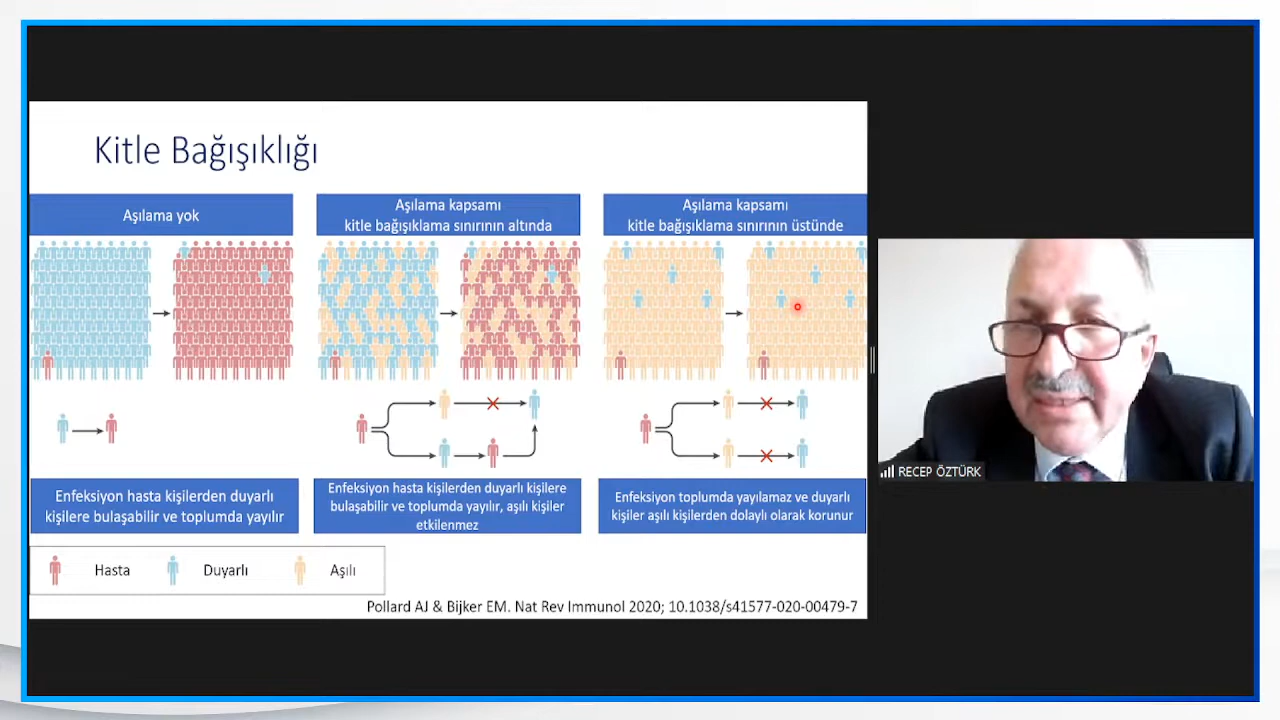 Kitle Bağışıklığı
Aşılama yok
Aşılama kapsamı
kitle bağışıklama sınırının altında
Aşılama kapsamı
kitle bağışıklama sınırının üstünde
Enfeksiyon hasta kişilerden duyarlı
kişilere bulaşabilir ve toplumda yayılır
Enfeksiyon hasta kişilerden duyarlı kişilere
bulaşabilir ve toplumda yayılır, aşılı kişiler
etkilenmez
Enfeksiyon toplumda yayılamaz ve duyarlı
kişiler aşılı kişilerden dolaylı olarak korunur
Hasta
Duyarlı
Aşılı
Pollard AJ & Bijker EM. Nat Rev Immunol 2020; 10.1038/s41577-020-00479-7
RECEP ÖZTÜRK